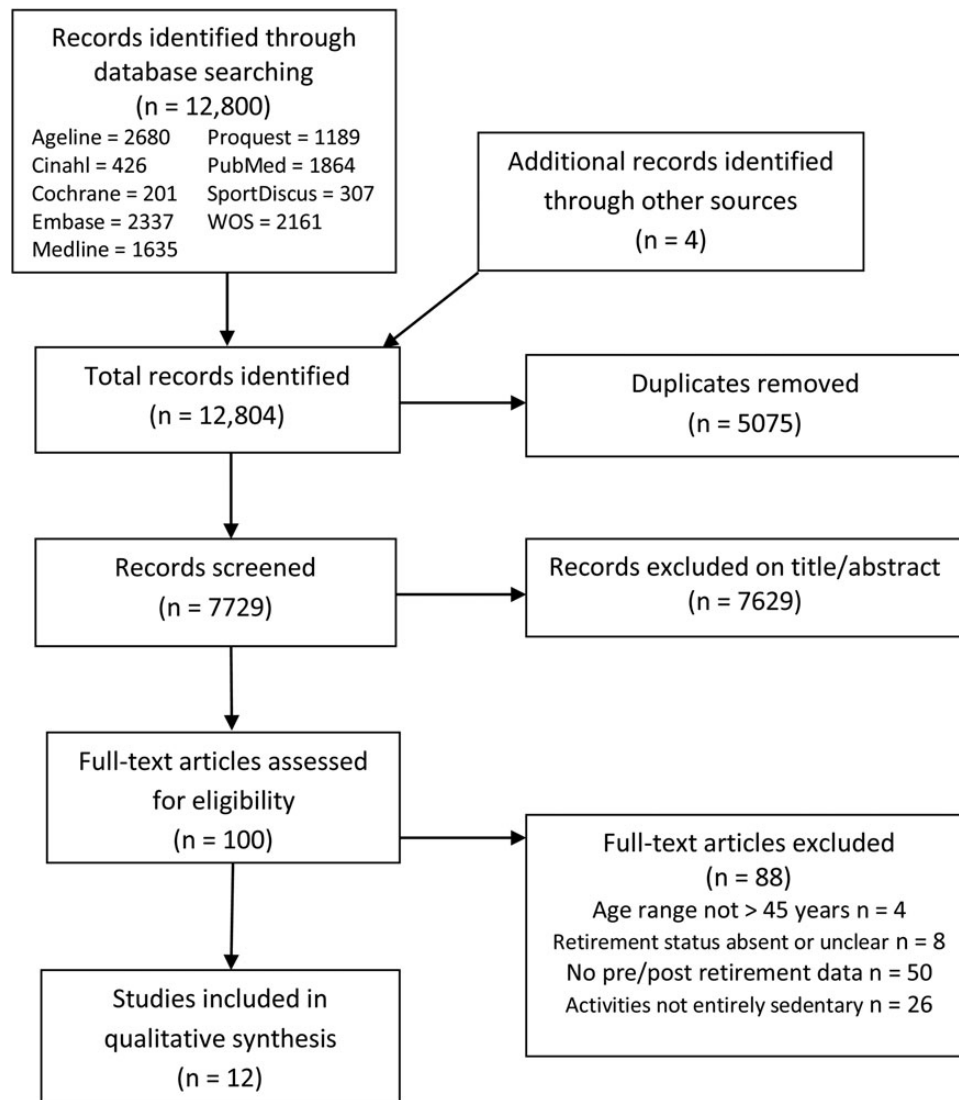 Records identified through
database searching
(n = 12,800)
Ageline = 2680 Proquest = 1189
Cinahl = 426 PubMed = 1864
Cochrane = 201 SportDiscus = 307
Embase = 2337 WOS = 2161
Medline = 1635
Additional records identified
through other sources
(n = 4)
Total records identified
(n = 12,804)
Duplicates removed
(n = 5075)
Records screened
(n = 7729)
Records excluded on title/abstract
(n = 7629)
Full-text articles assessed
for eligibility
(n = 100)
Full-text articles excluded
(n = 88)
Age range not > 45 years n = 4
Retirement status absent or unclear n = 8
No pre/post retirement data n = 50
Activities not entirely sedentary n = 26
Studies included in
qualitative synthesis
(n = 12)